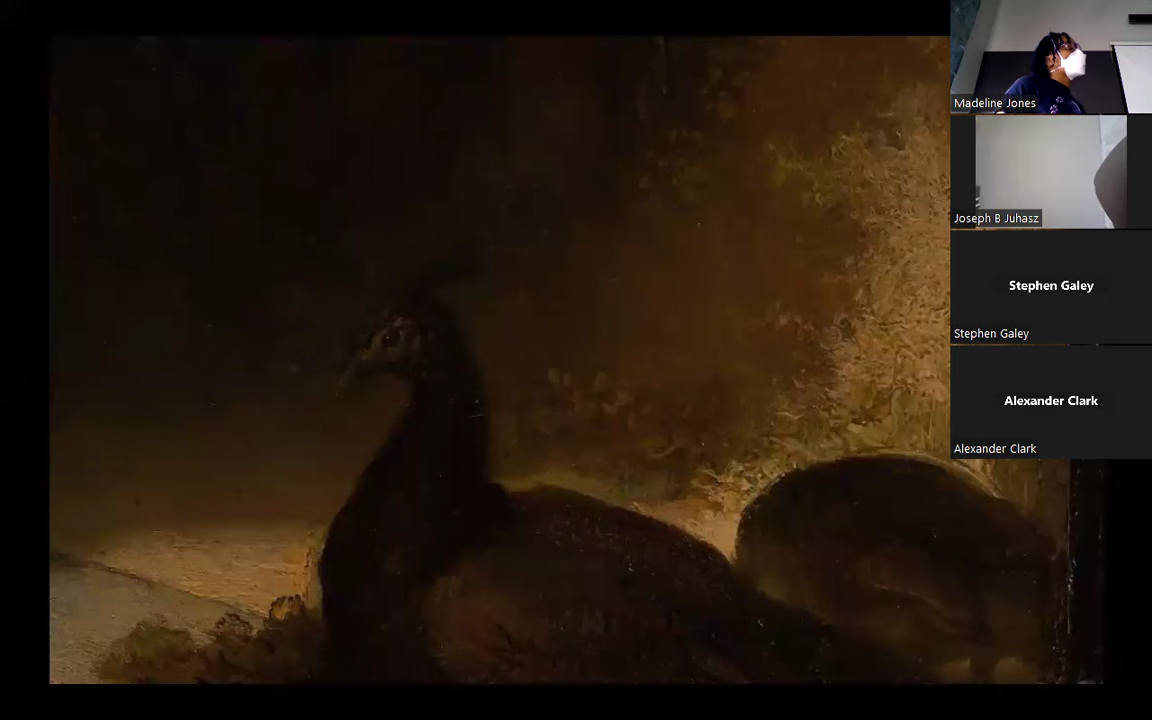 Madeline Jones
Joseph B Juhasz
Stephen Galey
Stephen Galey
Alexander Clark
Alexander Clark